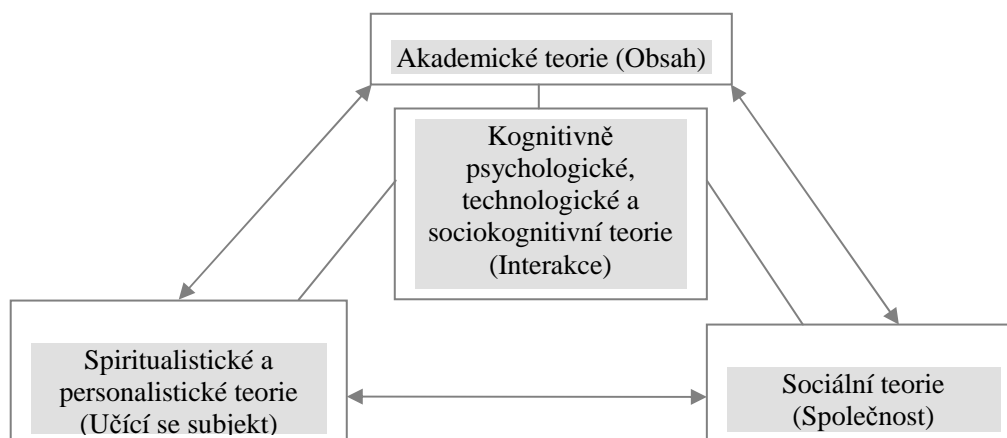 Akademické teorie (Obsah)
Kognitivně
psychologické,
technologické a
sociokognitivní teorie
(Interakce)
Spiritualistické a
personalistické teorie
(Učící se subjekt)
Sociální teorie
(Společnost)